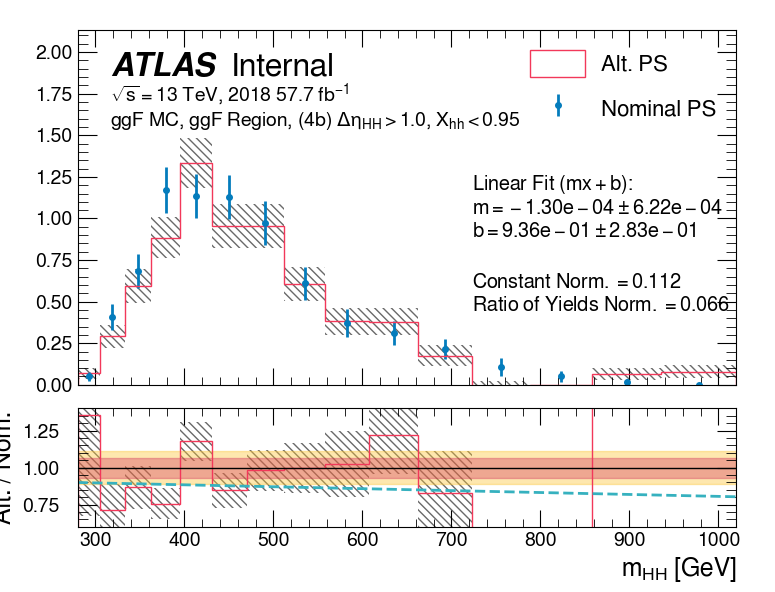 ATLAS Internal
√s = 13 TeV, 2018 57.7 fb⁻¹
ggF MC, ggF Region, (4b) Δη_HH > 1.0, X_hh < 0.95
Alt. PS
Nominal PS
Linear Fit (mx + b):
m = −1.30e−04 ± 6.22e−04
b = 9.36e−01 ± 2.83e−01
Constant Norm. = 0.112
Ratio of Yields Norm. = 0.066
2.00
1.75
1.50
1.25
1.00
0.75
0.50
0.25
0.00
Alt. / Nom.
1.25
1.00
0.75
300 400 500 600 700 800 900 1000
m_HH [GeV]